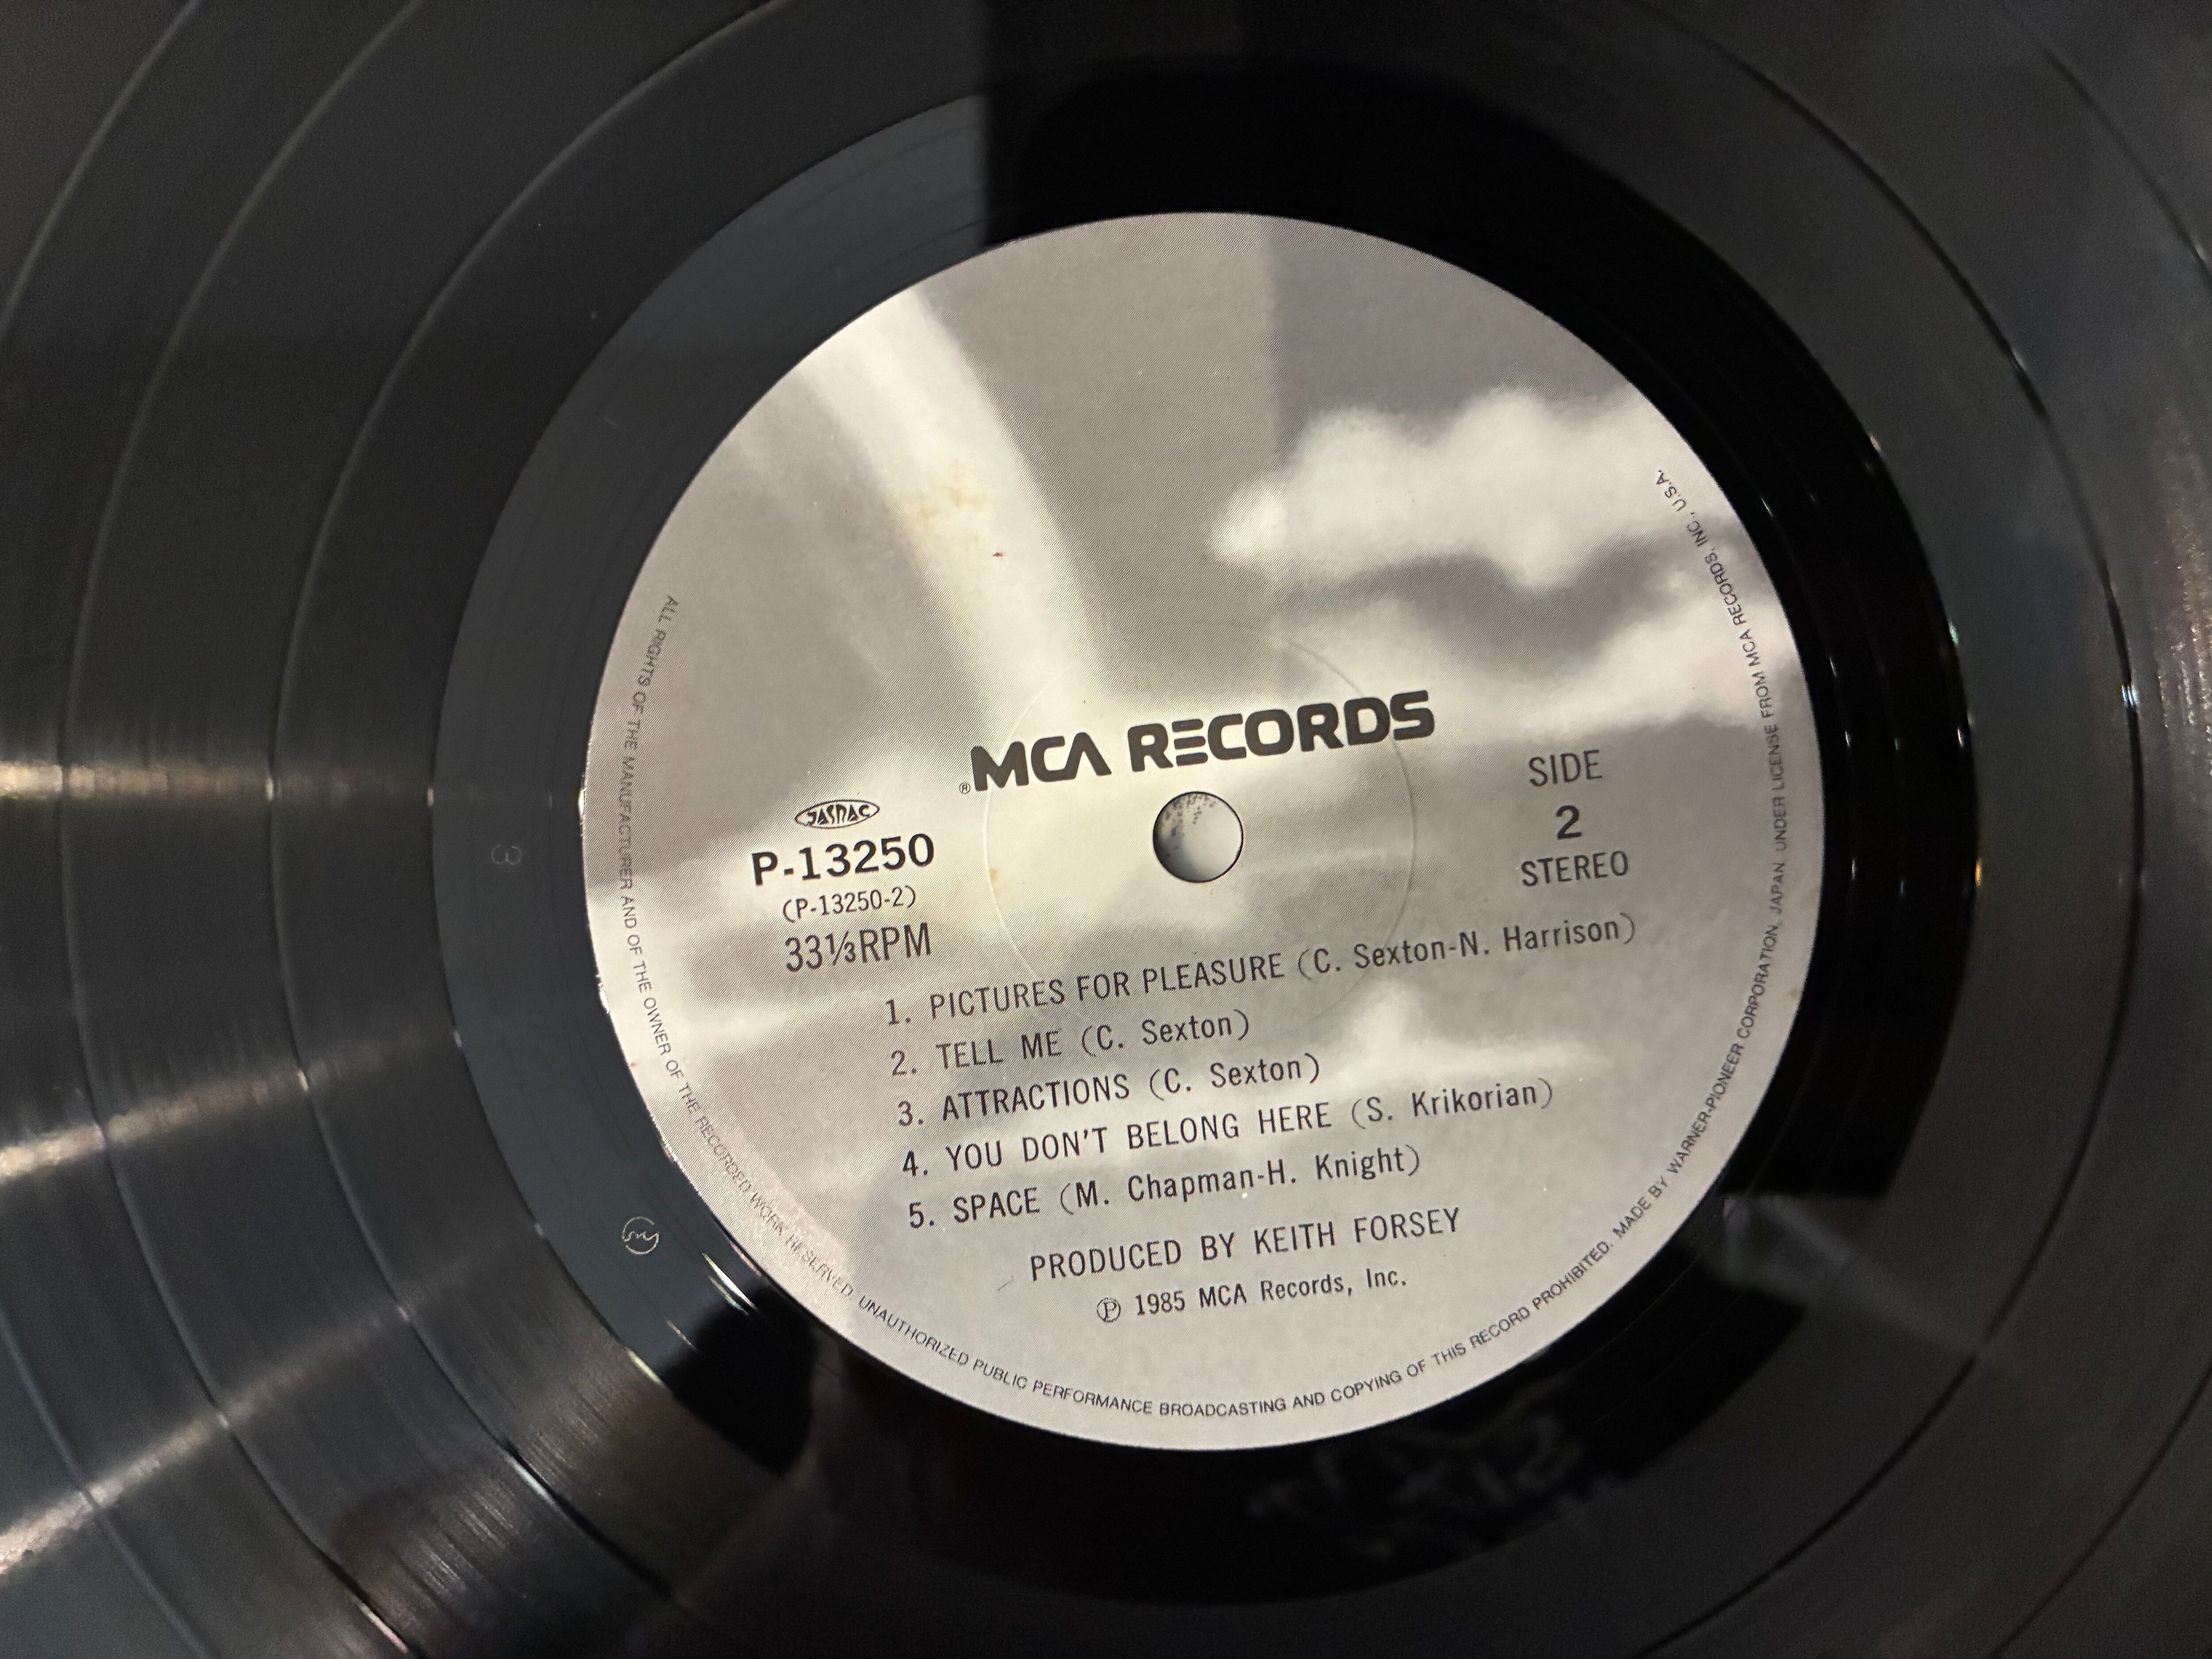 ® MCA RECORDS
JASRAC
P-13250
(P-13250-2)
33⅓RPM
SIDE
2
STEREO
1. PICTURES FOR PLEASURE (C. Sexton-N. Harrison)
2. TELL ME (C. Sexton)
3. ATTRACTIONS (C. Sexton)
4. YOU DON'T BELONG HERE (S. Krikorian)
5. SPACE (M. Chapman-H. Knight)
PRODUCED BY KEITH FORSEY
Ⓟ 1985 MCA Records, Inc.
ALL RIGHTS OF THE MANUFACTURER AND OF THE OWNER OF THE RECORDED WORK RESERVED. UNAUTHORIZED PUBLIC PERFORMANCE BROADCASTING AND COPYING OF THIS RECORD PROHIBITED. MADE BY WARNER-PIONEER CORPORATION, JAPAN. UNDER LICENSE FROM MCA RECORDS, INC., U.S.A.
3